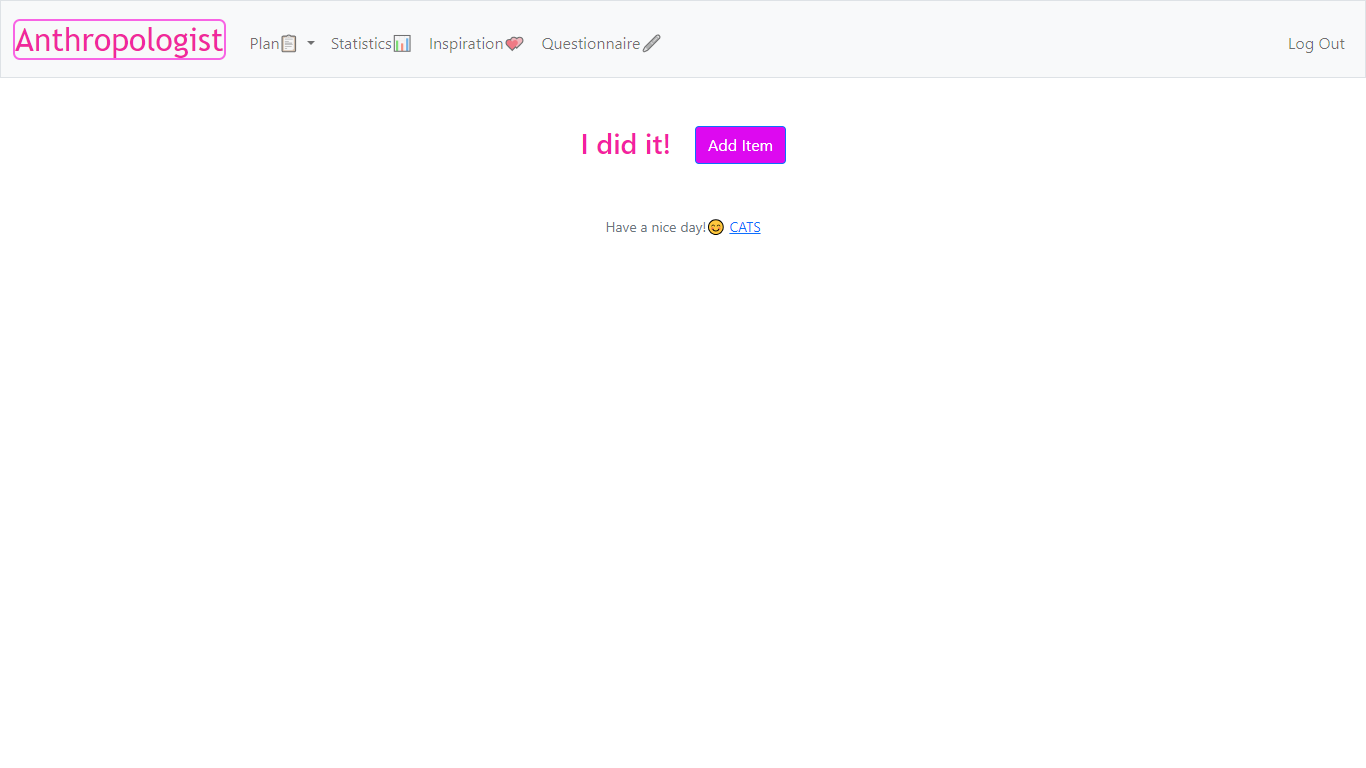 Anthropologist Plan📋 Statistics📊 Inspiration💞 Questionnaire🖊 Log Out
I did it! Add Item
Have a nice day!😊 CATS